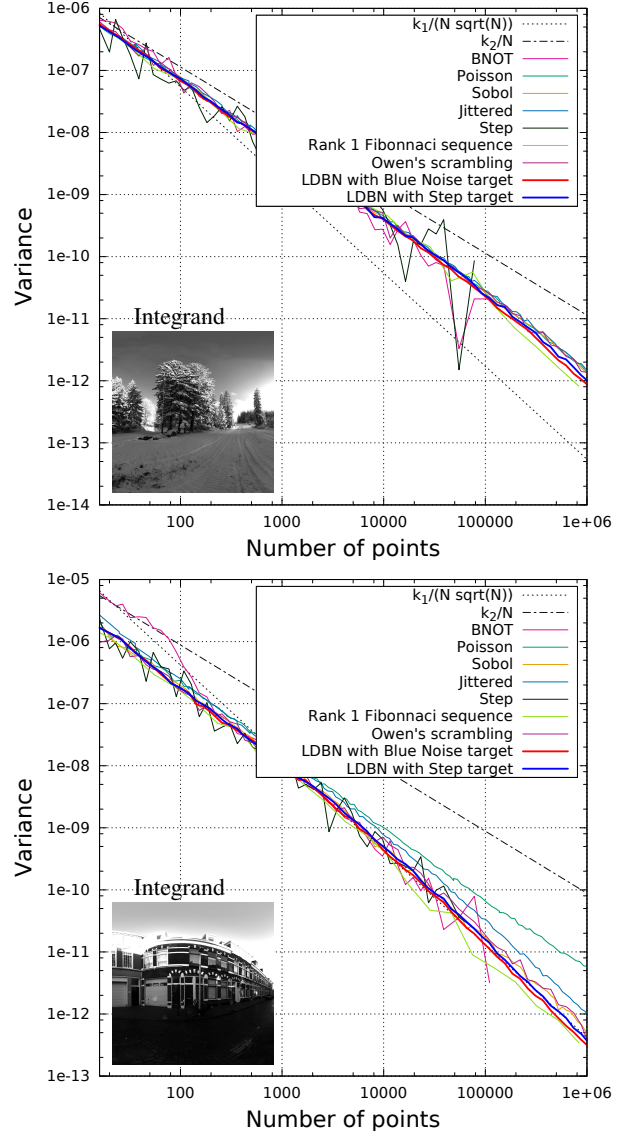 1e-06
1e-07
1e-08
1e-09
1e-10
1e-11
1e-12
1e-13
1e-14
Variance
k1/(N sqrt(N))
k2/N
BNOT
Poisson
Sobol
Jittered
Step
Rank 1 Fibonnaci sequence
Owen's scrambling
LDBN with Blue Noise target
LDBN with Step target
Integrand
100 1000 10000 100000 1e+06
Number of points
1e-05
1e-06
1e-07
1e-08
1e-09
1e-10
1e-11
1e-12
1e-13
Variance
k1/(N sqrt(N))
k2/N
BNOT
Poisson
Sobol
Jittered
Step
Rank 1 Fibonnaci sequence
Owen's scrambling
LDBN with Blue Noise target
LDBN with Step target
Integrand
100 1000 10000 100000 1e+06
Number of points